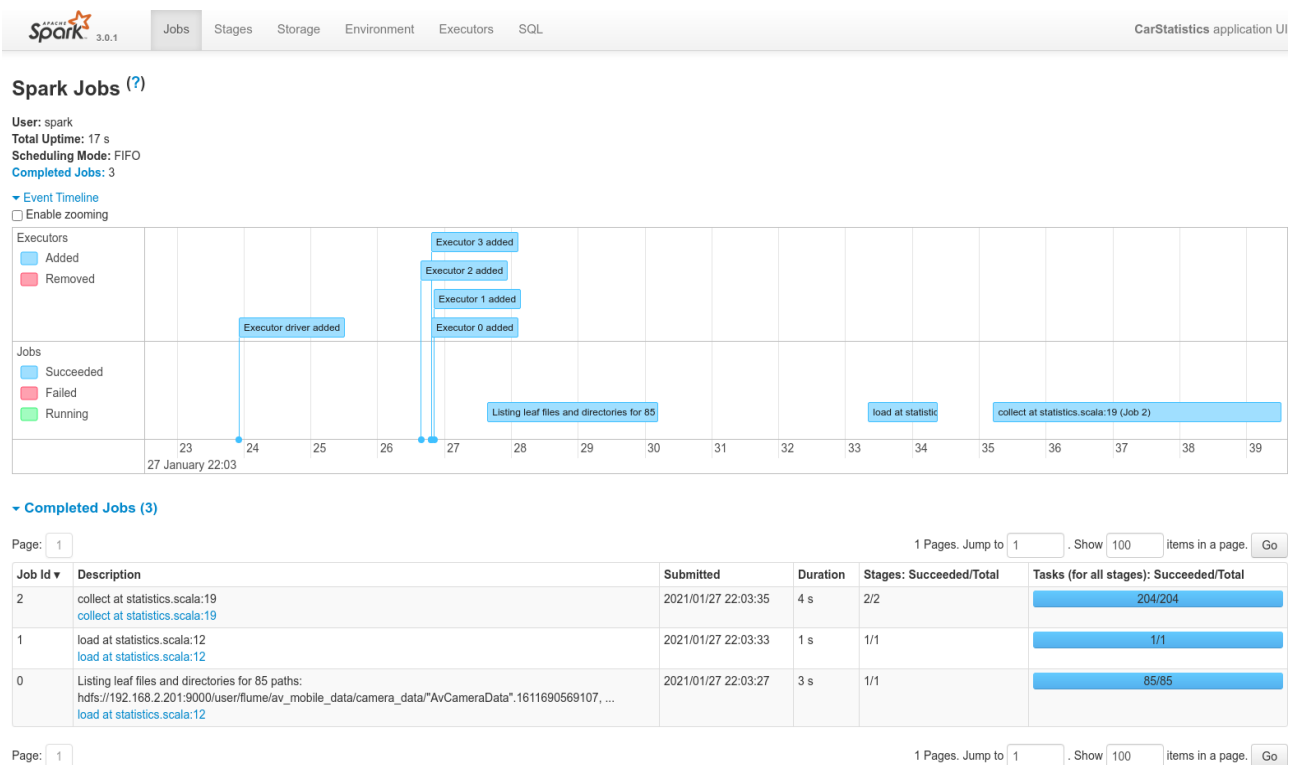 APACHE
Spark 3.0.1 Jobs Stages Storage Environment Executors SQL CarStatistics application UI
Spark Jobs (?)
User: spark
Total Uptime: 17 s
Scheduling Mode: FIFO
Completed Jobs: 3
Event Timeline
Enable zooming
Executors
Added
Removed
Executor 3 added
Executor 2 added
Executor 1 added
Executor driver added Executor 0 added
Jobs
Succeeded
Failed
Running
Listing leaf files and directories for 85 load at statistic collect at statistics.scala:19 (Job 2)
23 24 25 26 27 28 29 30 31 32 33 34 35 36 37 38 39
27 January 22:03
Completed Jobs (3)
Page: 1 1 Pages. Jump to 1 . Show 100 items in a page. Go
Job Id ▾ Description Submitted Duration Stages: Succeeded/Total Tasks (for all stages): Succeeded/Total
2 collect at statistics.scala:19 2021/01/27 22:03:35 4 s 2/2 204/204
collect at statistics.scala:19
1 load at statistics.scala:12 2021/01/27 22:03:33 1 s 1/1 1/1
load at statistics.scala:12
0 Listing leaf files and directories for 85 paths: 2021/01/27 22:03:27 3 s 1/1 85/85
hdfs://192.168.2.201:9000/user/flume/av_mobile_data/camera_data/"AvCameraData".1611690569107, ...
load at statistics.scala:12
Page: 1 1 Pages. Jump to 1 . Show 100 items in a page. Go